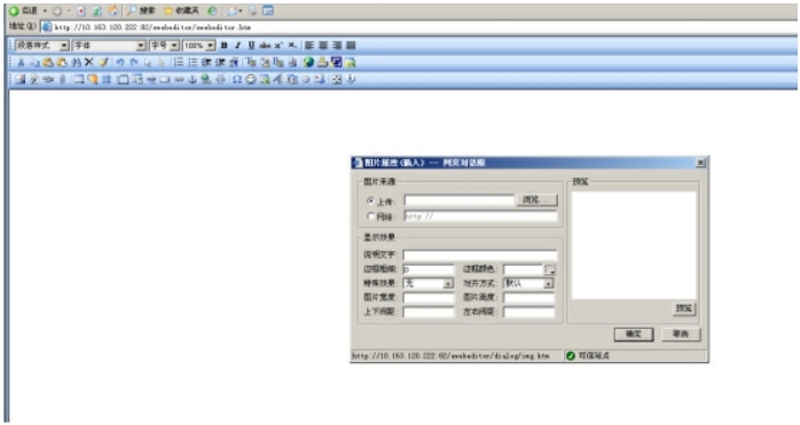 后退 搜索 收藏夹
地址(D) http://10.163.120.222:82/ewebeditor/ewebeditor.htm
段落样式 字体 字号 100% B I U abc x² x₂
图片属性(插入) -- 网页对话框
图片来源
上传: 浏览...
网络: http://
显示效果
说明文字:
边框粗细: 0 边框颜色:
特殊效果: 无 对齐方式: 默认
图片宽度: 图片高度:
上下间距: 左右间距:
预览
预览
确定 取消
http://10.163.120.222:82/ewebeditor/dialog/img.htm 可信站点